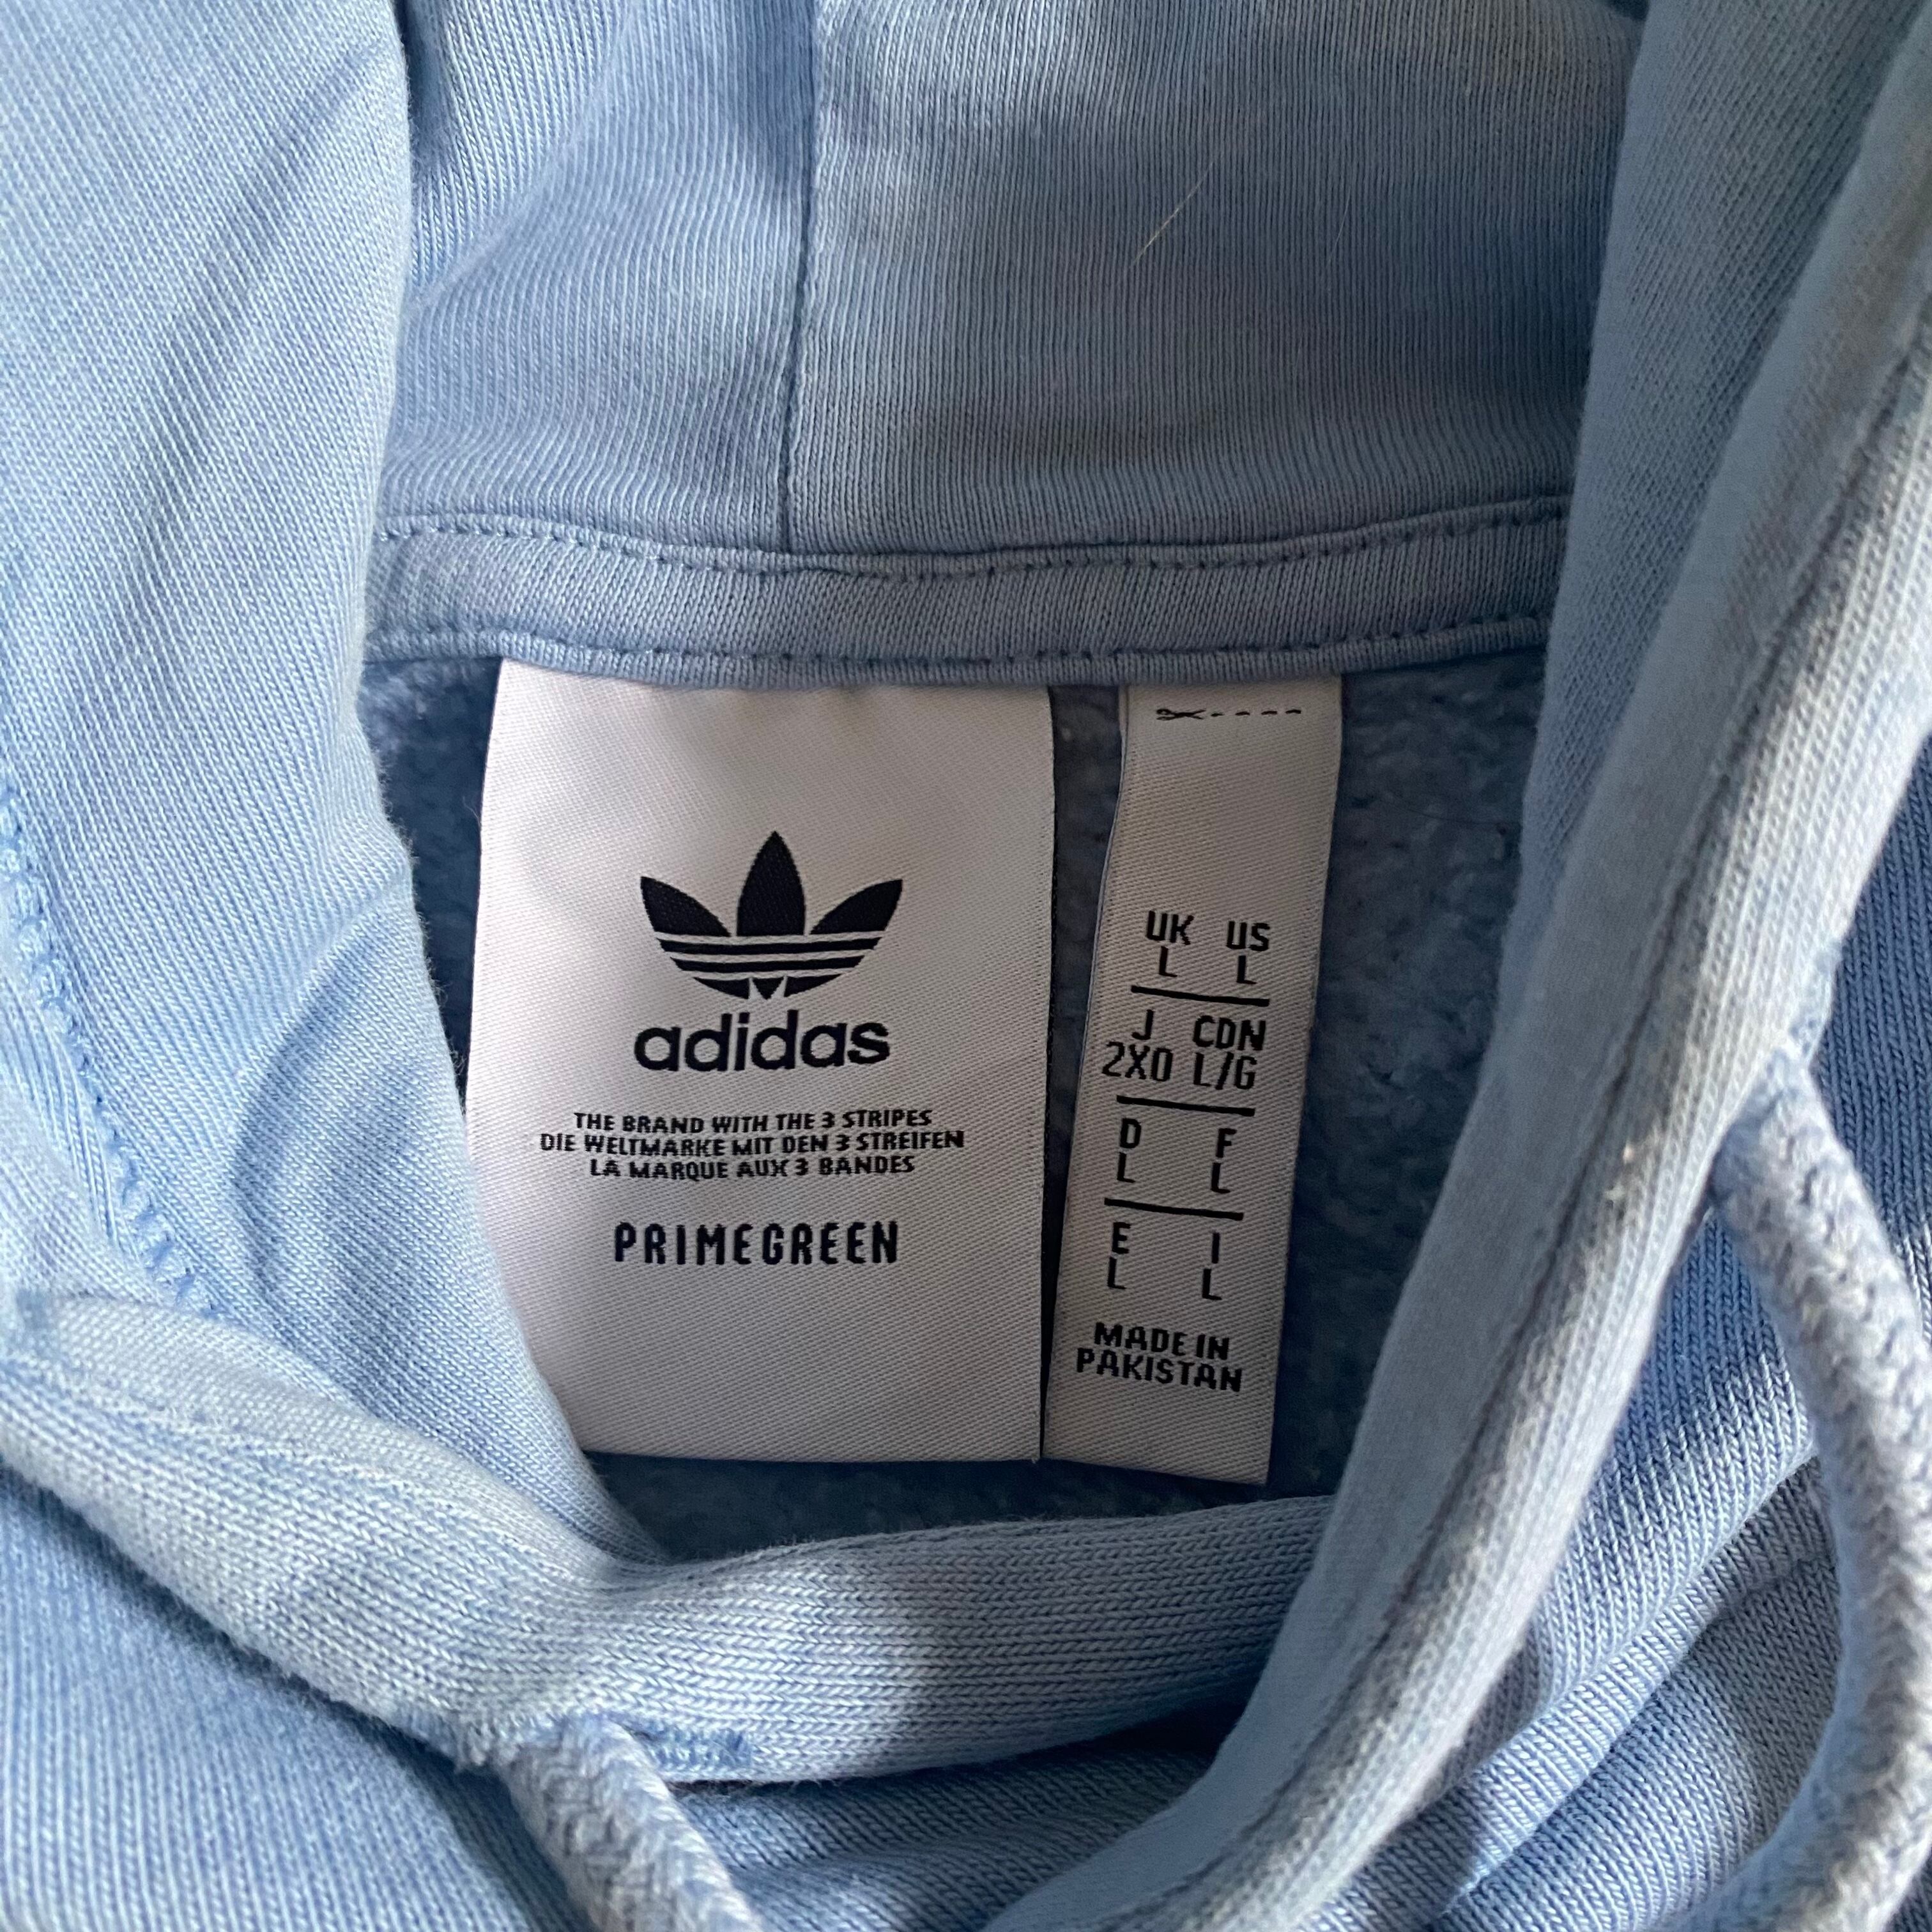 adidas
THE BRAND WITH THE 3 STRIPES
DIE WELTMARKE MIT DEN 3 STREIFEN
LA MARQUE AUX 3 BANDES
PRIMEGREEN
UK US
L L
J CDN
2XO L/G
D F
L L
E I
L L
MADE IN
PAKISTAN